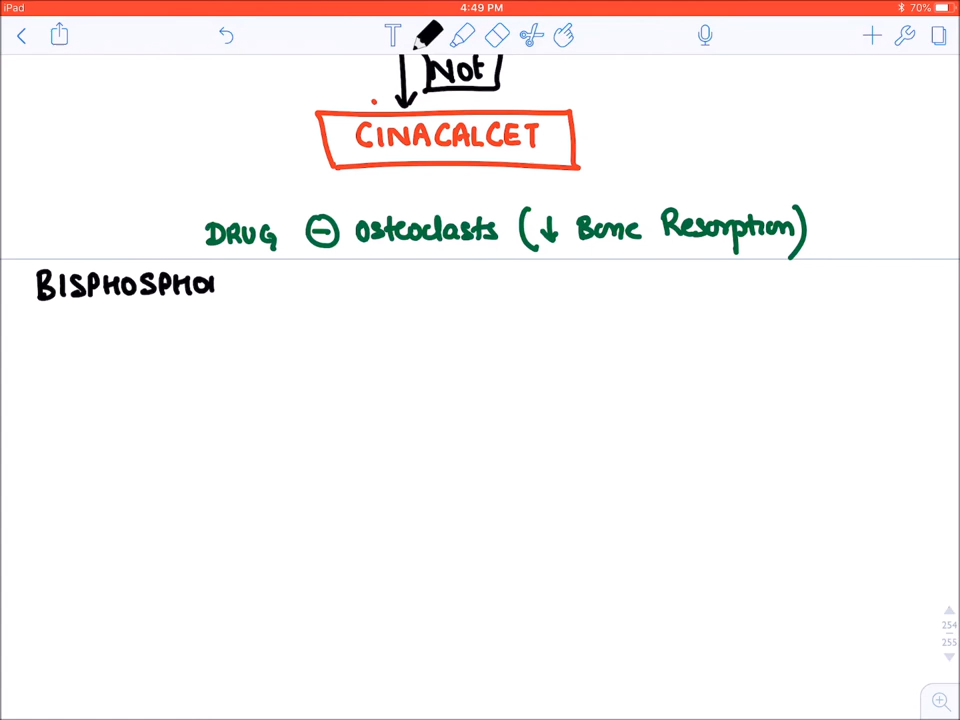 iPad 4:49 PM 70%
T
Not
CINACALCET
DRUG ⊖ Osteoclasts (↓ Bone Resorption)
BISPHOSPHO
254
255